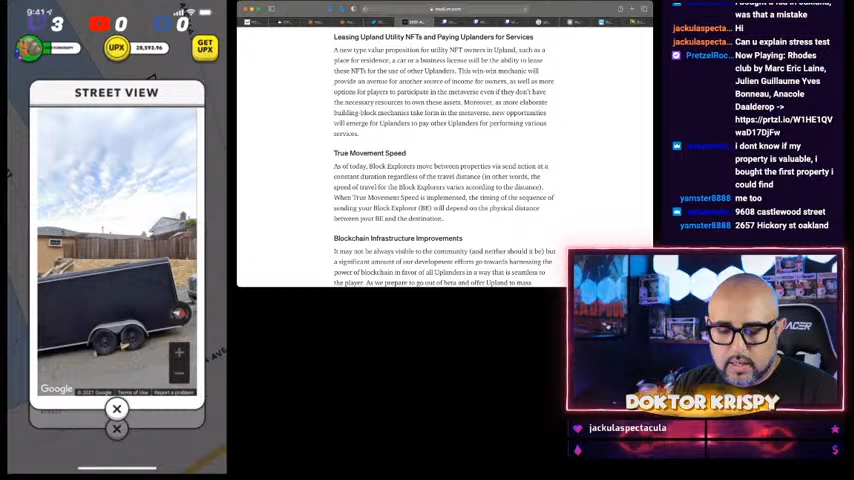 9:41
3
0
0
UPX
28,593.96
GET
UPX
STREET VIEW
Google
© 2021 Google
Terms of Use
Report a problem
medium.com
Leasing Upland Utility NFTs and Paying Uplanders for Services
A new type value proposition for utility NFT owners in Upland, such as a
place for residence, a car or a business license will be the ability to lease
these NFTs for the use of other Uplanders. This win-win mechanic will
provide an avenue for another source of income for owners, as well as more
options for players to participate in the metaverse even if they don't have
the necessary resources to own these assets. Moreover, as more elaborate
building-block mechanics take form in the metaverse, new opportunities
will emerge for Uplanders to pay other Uplanders for performing various
services.
True Movement Speed
As of today, Block Explorers move between properties via send action at a
constant duration regardless of the travel distance (in other words, the
speed of travel for the Block Explorers varies according to the distance).
When True Movement Speed is implemented, the timing of the sequence of
sending your Block Explorer (BE) will depend on the physical distance
between your BE and the destination.
Blockchain Infrastructure Improvements
It may not be always visible to the community (and neither should it be) but
a significant amount of our development efforts go towards harnessing the
power of blockchain in favor of all Uplanders in a way that is seamless to
the player. As we prepare to go out of beta and offer Upland to mass
was that a mistake
jackulaspecta... Hi
jackulaspecta... Can u explain stress test
PretzelRoc... Now Playing: Rhodes
club by Marc Eric Laine,
Julien Guillaume Yves
Bonneau, Anacole
Daalderop ->
https://prtzl.io/W1HE1QV
waD17DjFw
i dont know if my
property is valuable, i
bought the first property i
could find
yamster8888 me too
9608 castlewood street
yamster8888 2657 Hickory st oakland
ACER
DOKTOR KRISPY
jackulaspectacula